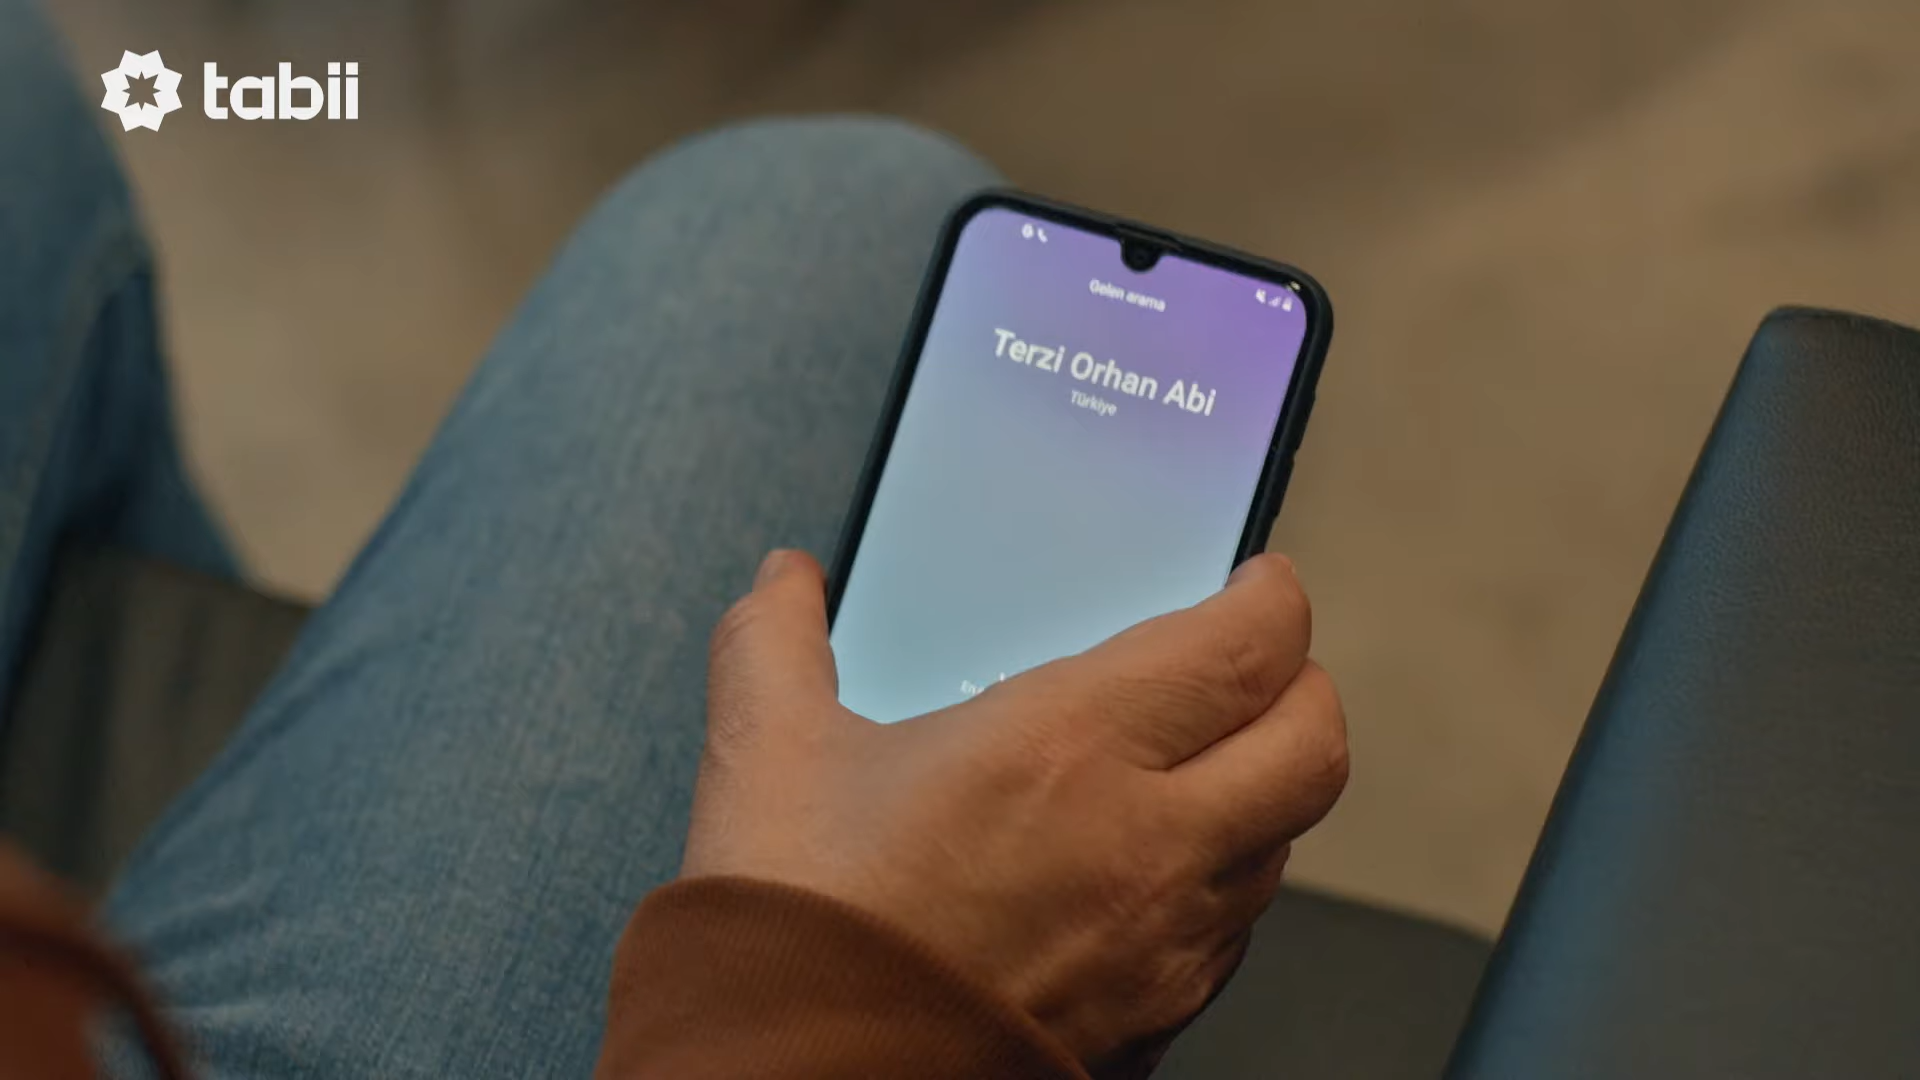 tabii
Gelen arama
Terzi Orhan Abi
Türkiye